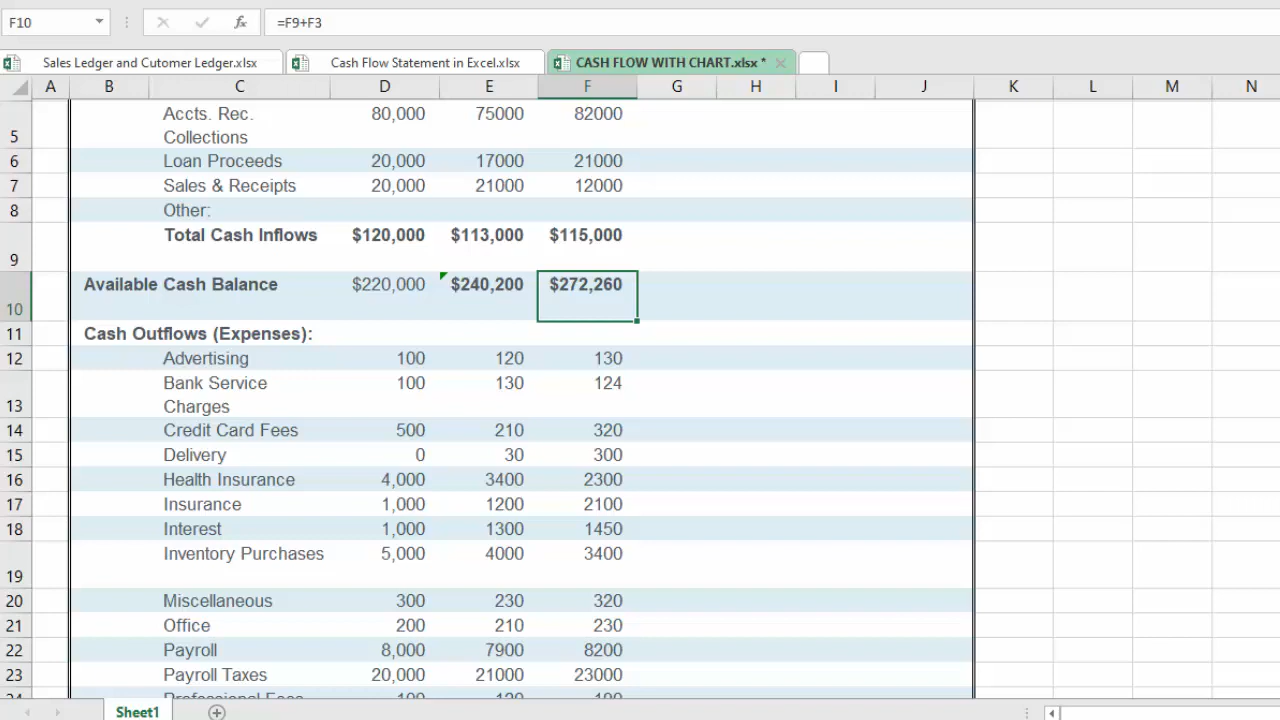 F10 fx =F9+F3
Sales Ledger and Cutomer Ledger.xlsx Cash Flow Statement in Excel.xlsx CASH FLOW WITH CHART.xlsx *
A B C D E F G H I J K L M N
5 Accts. Rec. 80,000 75000 82000
Collections
6 Loan Proceeds 20,000 17000 21000
7 Sales & Receipts 20,000 21000 12000
8 Other:
9 Total Cash Inflows $120,000 $113,000 $115,000
10 Available Cash Balance $220,000 $240,200 $272,260
11 Cash Outflows (Expenses):
12 Advertising 100 120 130
13 Bank Service 100 130 124
Charges
14 Credit Card Fees 500 210 320
15 Delivery 0 30 300
16 Health Insurance 4,000 3400 2300
17 Insurance 1,000 1200 2100
18 Interest 1,000 1300 1450
19 Inventory Purchases 5,000 4000 3400
20 Miscellaneous 300 230 320
21 Office 200 210 230
22 Payroll 8,000 7900 8200
23 Payroll Taxes 20,000 21000 23000
24 Professional Fees 100 120
Sheet1